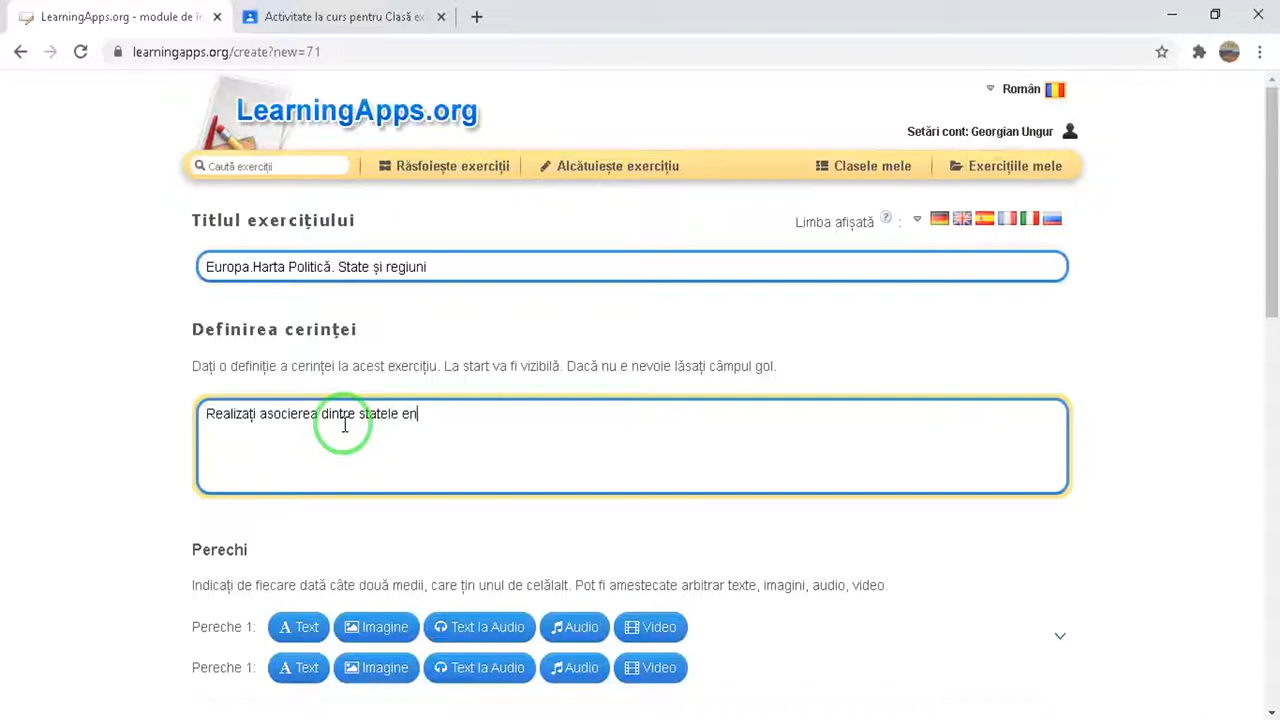 LearningApps.org - module de în
Activitate la curs pentru Clasă ex
learningapps.org/create?new=71
LearningApps.org
Român
Setări cont: Georgian Ungur
Caută exerciții
Răsfoiește exerciții
Alcătuiește exercițiu
Clasele mele
Exercițiile mele
Titlul exercițiului
Limba afișată ? :
Europa.Harta Politică. State și regiuni
Definirea cerinței
Dați o definiție a cerinței la acest exercițiu. La start va fi vizibilă. Dacă nu e nevoie lăsați câmpul gol.
Realizați asocierea dintre statele en
Perechi
Indicați de fiecare dată câte două medii, care țin unul de celălalt. Pot fi amestecate arbitrar texte, imagini, audio, video.
Pereche 1: A Text Imagine Text la Audio Audio Video
Pereche 1: A Text Imagine Text la Audio Audio Video